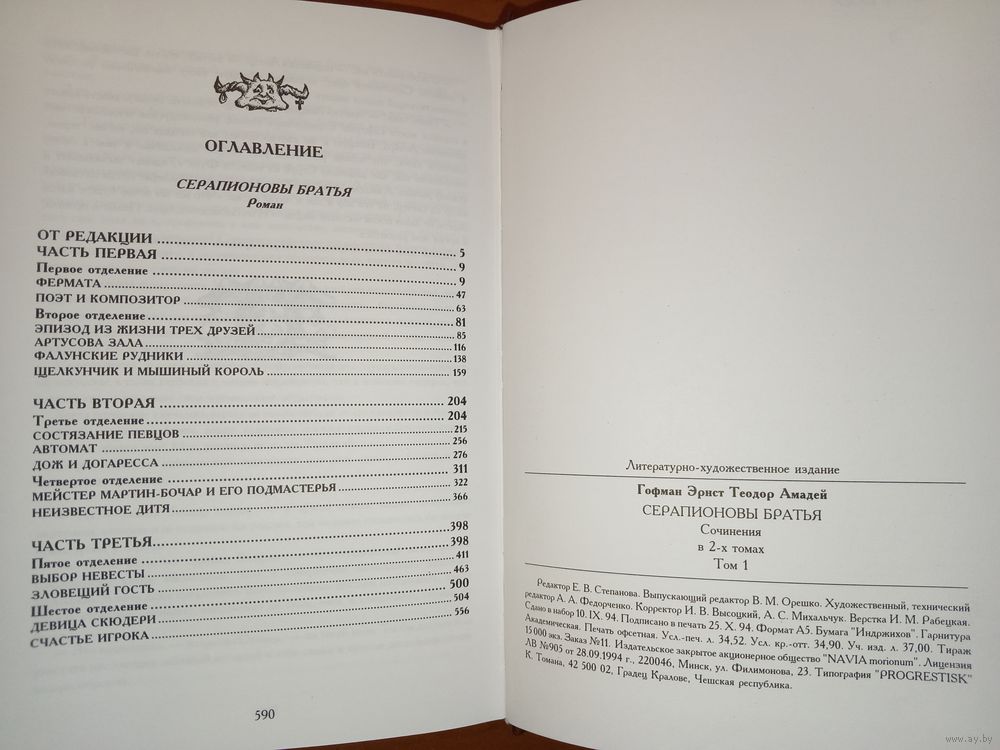 ОГЛАВЛЕНИЕ
СЕРАПИОНОВЫ БРАТЬЯ
Роман
ОТ РЕДАКЦИИ 5
ЧАСТЬ ПЕРВАЯ 9
Первое отделение 9
ФЕРМАТА 47
ПОЭТ И КОМПОЗИТОР 63
Второе отделение 81
ЭПИЗОД ИЗ ЖИЗНИ ТРЕХ ДРУЗЕЙ 85
АРТУСОВА ЗАЛА 116
ФАЛУНСКИЕ РУДНИКИ 138
ЩЕЛКУНЧИК И МЫШИНЫЙ КОРОЛЬ 159
ЧАСТЬ ВТОРАЯ 204
Третье отделение 204
СОСТЯЗАНИЕ ПЕВЦОВ 215
АВТОМАТ 256
ДОЖ И ДОГАРЕССА 276
Четвертое отделение 311
МЕЙСТЕР МАРТИН-БОЧАР И ЕГО ПОДМАСТЕРЬЯ 322
НЕИЗВЕСТНОЕ ДИТЯ 366
ЧАСТЬ ТРЕТЬЯ 398
Пятое отделение 398
ВЫБОР НЕВЕСТЫ 411
ЗЛОВЕЩИЙ ГОСТЬ 463
Шестое отделение 500
ДЕВИЦА СКЮДЕРИ 504
СЧАСТЬЕ ИГРОКА 556
590
Литературно-художественное издание
Гофман Эрнст Теодор Амадей
СЕРАПИОНОВЫ БРАТЬЯ
Сочинения
в 2-х томах
Том 1
Редактор Е. В. Степанова. Выпускающий редактор В. М. Орешко. Художественный, технический
редактор А. А. Федорченко. Корректор И. В. Высоцкий, А. С. Михальчук. Верстка И. М. Рабецкая.
Сдано в набор 10. IX. 94. Подписано в печать 25. X. 94. Формат А5. Бумага "Индржихов". Гарнитура
Академическая. Печать офсетная. Усл.-печ. л. 34,52. Усл. кр.-отт. 34,90. Уч. изд. л. 37,00. Тираж
15 000 экз. Заказ №11. Издательское закрытое акционерное общество "NAVIA morionum". Лицензия
ЛВ №905 от 28.09.1994 г., 220046, Минск, ул. Филимонова, 23. Типография "PROGRESTISK"
К. Томана, 42 500 02, Градец Кралове, Чешская республика.
www.ay.by